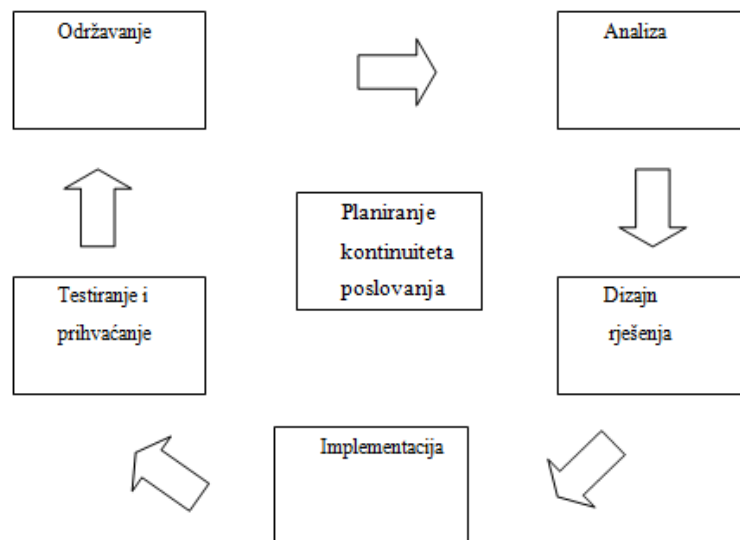 Održavanje
Analiza
Planiranje
kontinuiteta
poslovanja
Testiranje i
prihvaćanje
Dizajn
rješenja
Implementacija